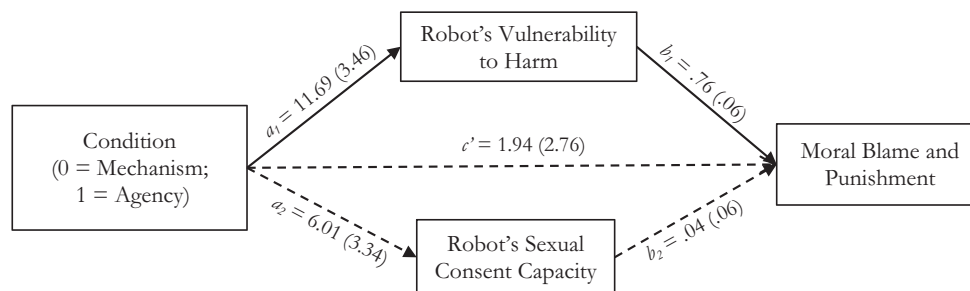 Robot's Vulnerability
to Harm
a₁ = 11.69 (3.46)
b₁ = .76 (.06)
Condition
(0 = Mechanism;
1 = Agency)
c' = 1.94 (2.76)
Moral Blame and
Punishment
a₂ = 6.01 (3.34)
b₂ = .04 (.06)
Robot's Sexual
Consent Capacity